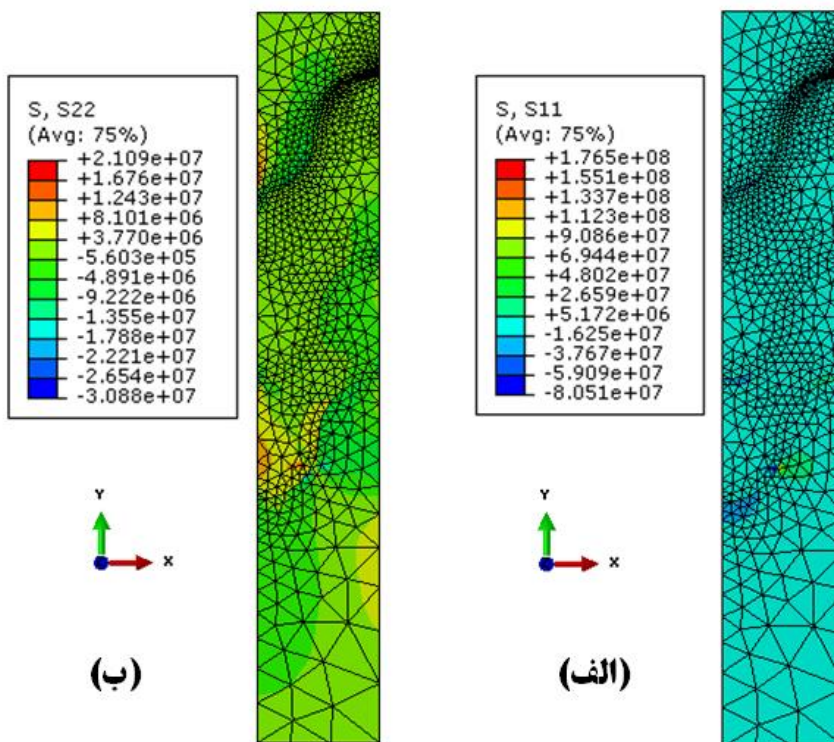 S, S22
(Avg: 75%)
+2.109e+07
+1.676e+07
+1.243e+07
+8.101e+06
+3.770e+06
-5.603e+05
-4.891e+06
-9.222e+06
-1.355e+07
-1.788e+07
-2.221e+07
-2.654e+07
-3.088e+07
Y
X
(ب)
S, S11
(Avg: 75%)
+1.765e+08
+1.551e+08
+1.337e+08
+1.123e+08
+9.086e+07
+6.944e+07
+4.802e+07
+2.659e+07
+5.172e+06
-1.625e+07
-3.767e+07
-5.909e+07
-8.051e+07
Y
X
(الف)